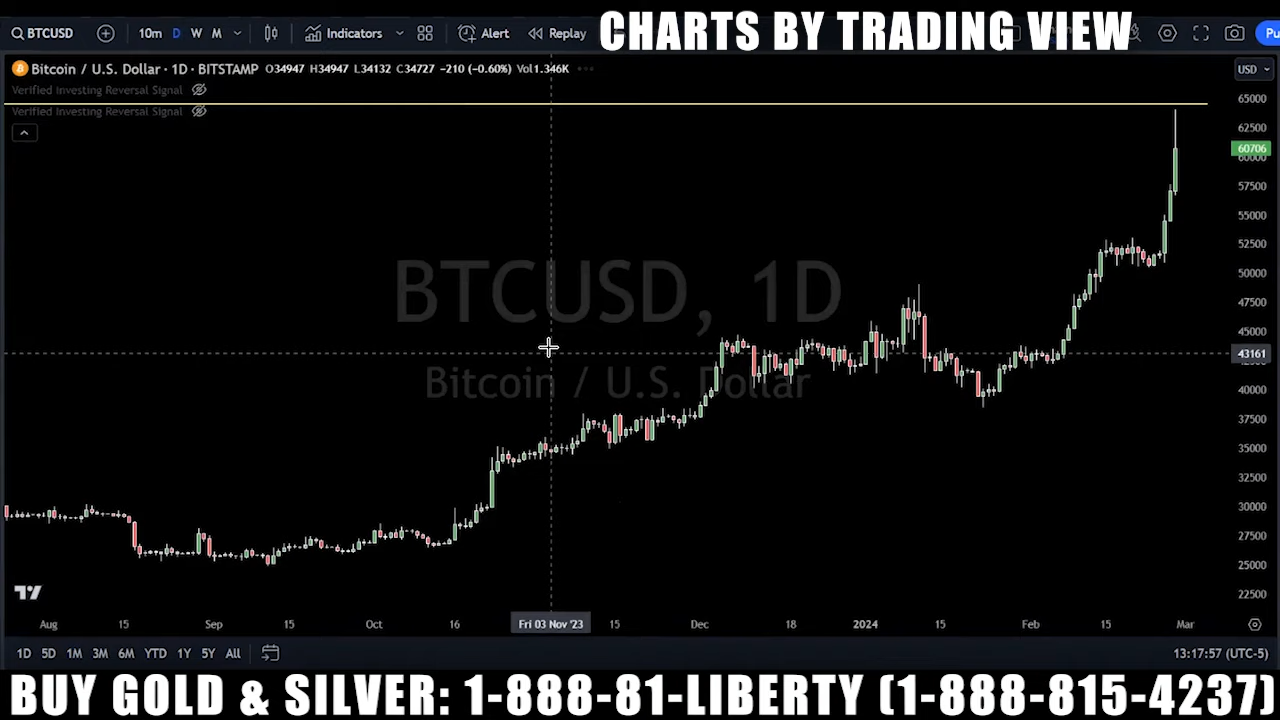 CHARTS BY TRADING VIEW
BTCUSD 10m D W M Indicators Alert Replay Pu
Bitcoin / U.S. Dollar · 1D · BITSTAMP O34947 H34947 L34132 C34727 -210 (-0.60%) Vol1.346K USD
Verified Investing Reversal Signal
Verified Investing Reversal Signal
65000
62500
60706
60000
57500
55000
52500
50000
47500
45000
43161
40000
37500
35000
32500
30000
27500
25000
22500
BTCUSD, 1D
Bitcoin / U.S. Dollar
Aug 15 Sep 15 Oct 16 Fri 03 Nov '23 15 Dec 18 2024 15 Feb 15 Mar
1D 5D 1M 3M 6M YTD 1Y 5Y All 13:17:57 (UTC-5)
BUY GOLD & SILVER: 1-888-81-LIBERTY (1-888-815-4237)